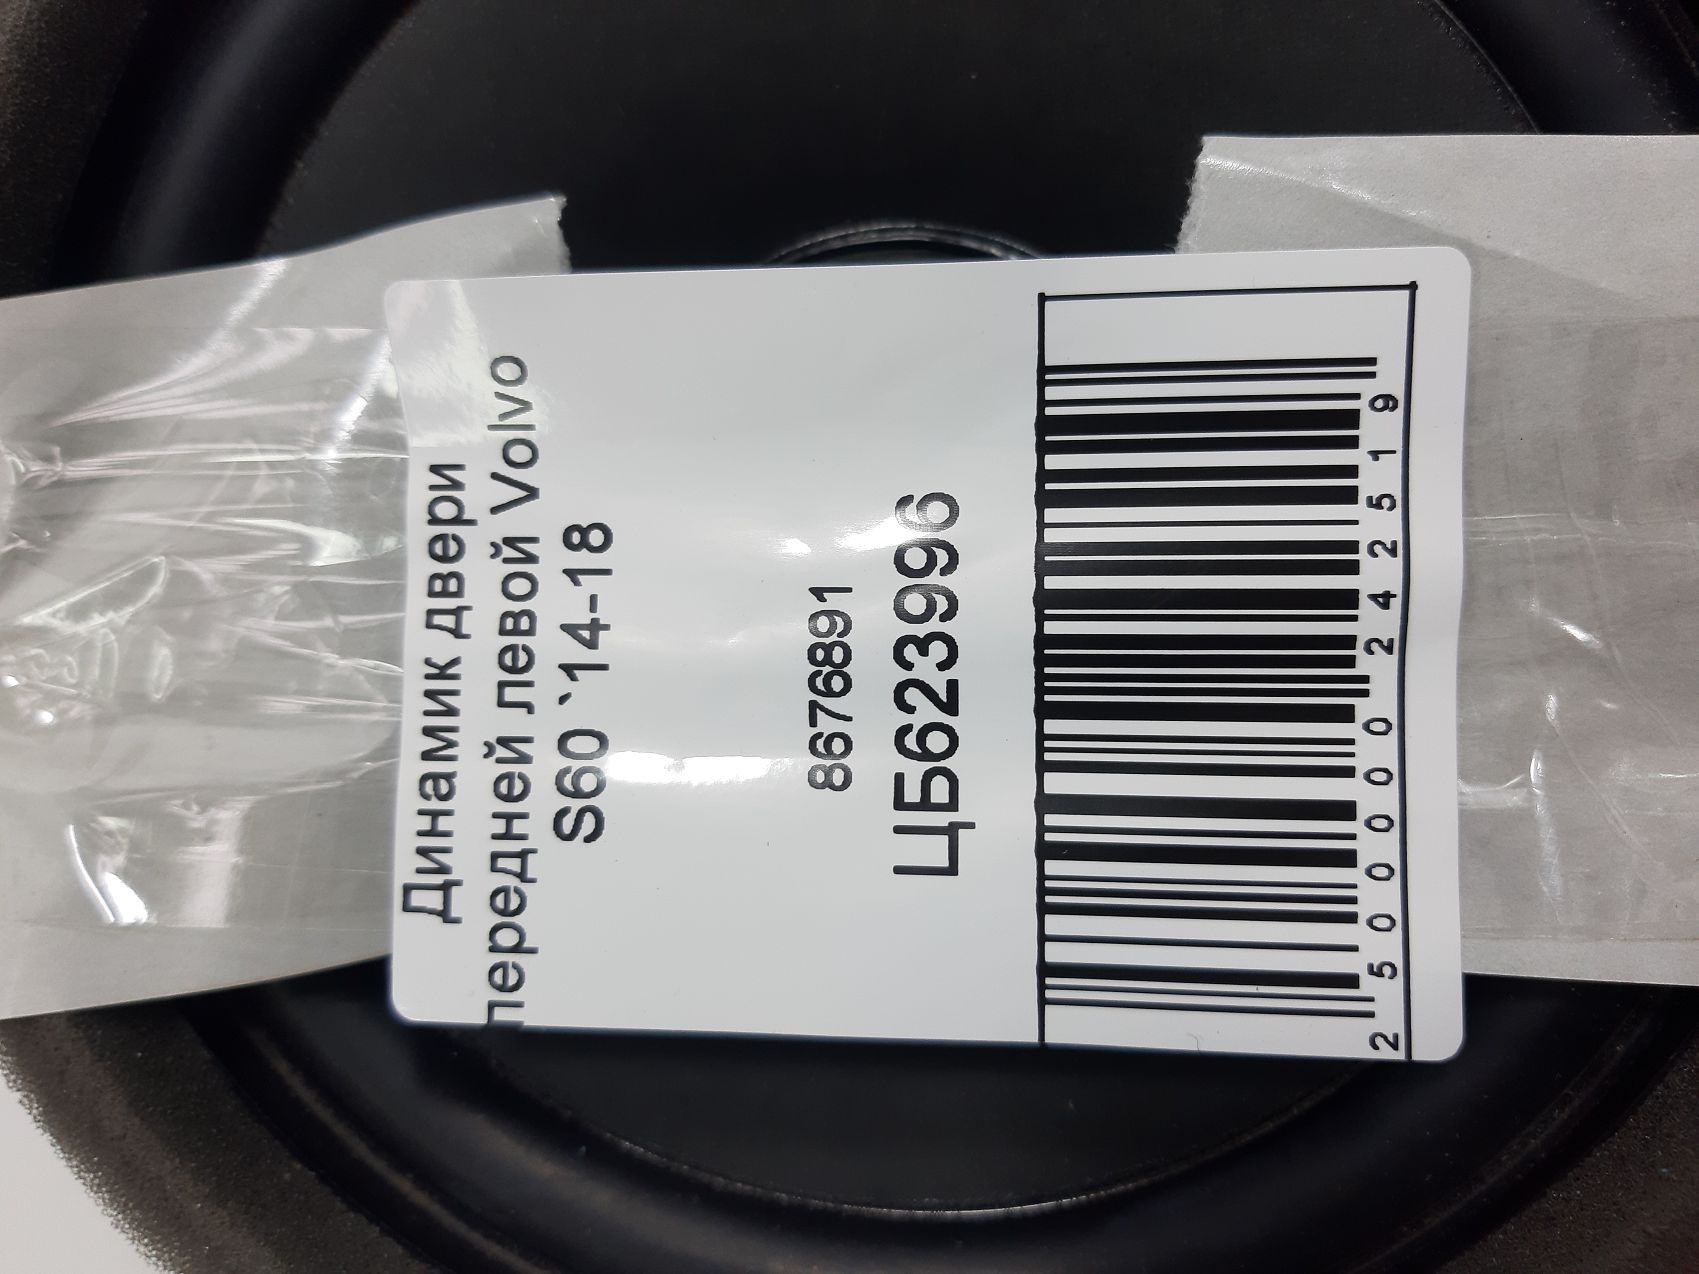 Динамик двери
передней левой Volvo
S60 `14-18
8676891
ЦБ623996
2500000242519